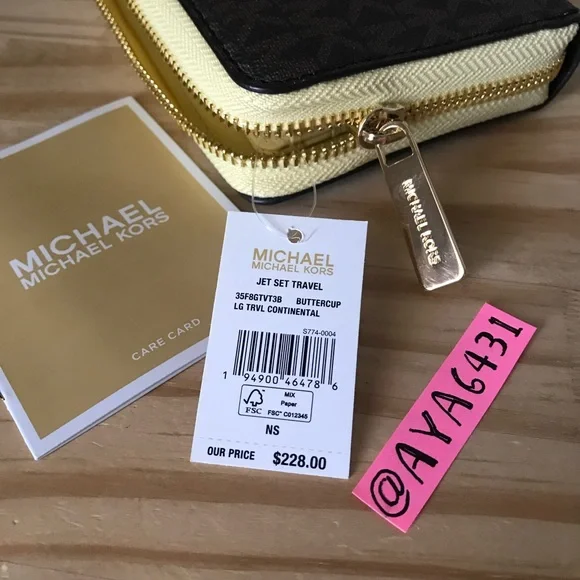 MICHAEL
MICHAEL KORS
CARE CARD
MICHAEL KORS
MICHAEL
MICHAEL KORS
JET SET TRAVEL
35F8GTVT3B BUTTERCUP
LG TRVL CONTINENTAL
S774-0004
1 94900 46478 6
FSC
MIX
Paper
FSC* C012345
NS
OUR PRICE $228.00
@AYA6431